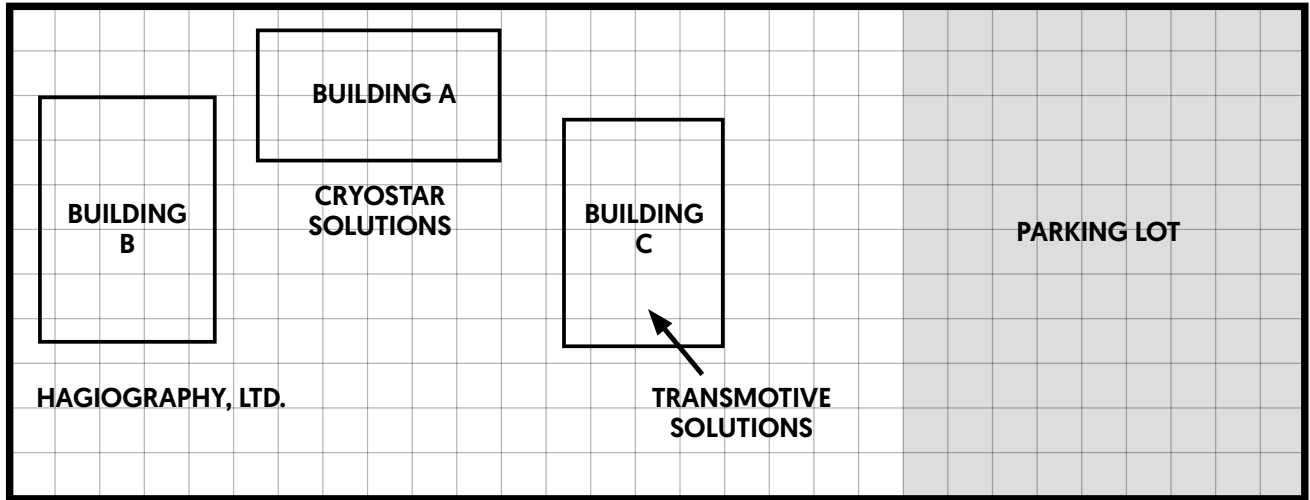 BUILDING A
CRYOSTAR
SOLUTIONS
BUILDING
B
BUILDING
C
PARKING LOT
HAGIOGRAPHY, LTD.
TRANSMOTIVE
SOLUTIONS